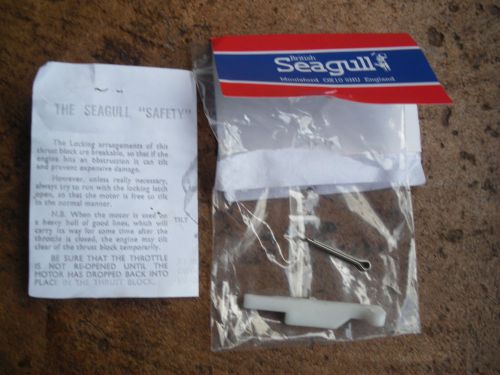 THE SEAGULL "SAFETY"
The Locking arrangements of this
thrust block are breakable, so that if the
engine hits an obstruction it can tilt
and prevent expensive damage.
However, unless really necessary,
always try to run with the locking latch
open, so that the motor is free to tilt
in the normal manner.
N.B. When the motor is used on
a heavy hull of good lines, which will
carry its way for some time after the
throttle is closed, the engine may tilt
clear of the thrust block temporarily.
BE SURE THAT THE THROTTLE
IS NOT RE-OPENED UNTIL THE
MOTOR HAS DROPPED BACK INTO
PLACE IN THE THRUST BLOCK.
TILT
British
Seagull
England